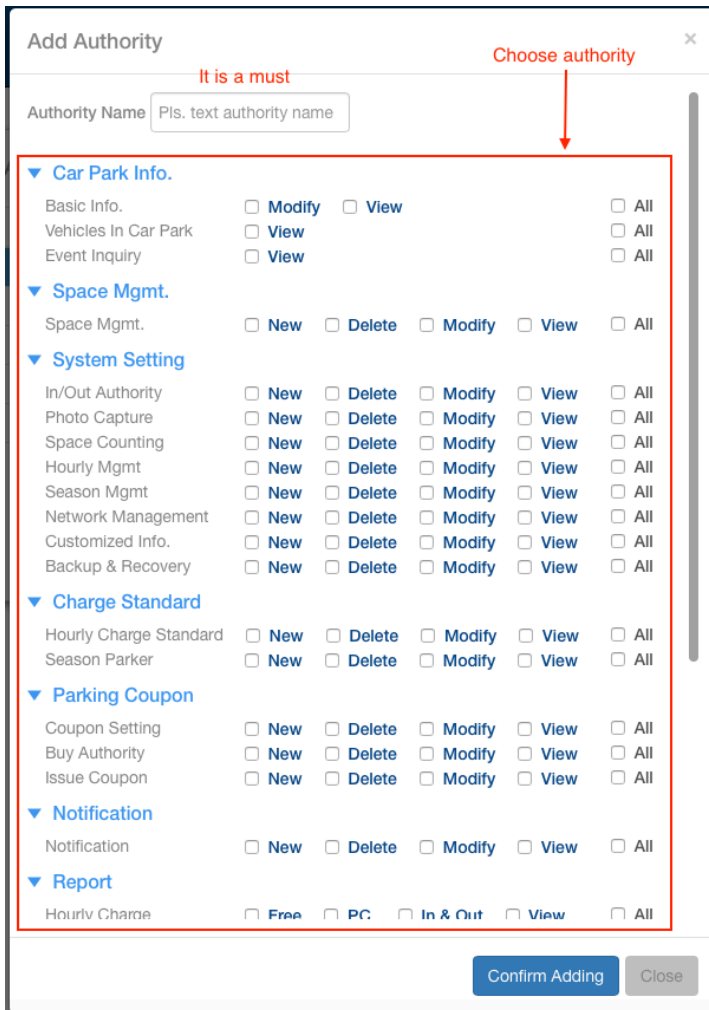 Add Authority ×
Choose authority
It is a must
Authority Name Pls. text authority name
Car Park Info.
Basic Info. Modify View All
Vehicles In Car Park View All
Event Inquiry View All
Space Mgmt.
Space Mgmt. New Delete Modify View All
System Setting
In/Out Authority New Delete Modify View All
Photo Capture New Delete Modify View All
Space Counting New Delete Modify View All
Hourly Mgmt New Delete Modify View All
Season Mgmt New Delete Modify View All
Network Management New Delete Modify View All
Customized Info. New Delete Modify View All
Backup & Recovery New Delete Modify View All
Charge Standard
Hourly Charge Standard New Delete Modify View All
Season Parker New Delete Modify View All
Parking Coupon
Coupon Setting New Delete Modify View All
Buy Authority New Delete Modify View All
Issue Coupon New Delete Modify View All
Notification
Notification New Delete Modify View All
Report
Hourly Charge Free PC In & Out View All
Confirm Adding Close